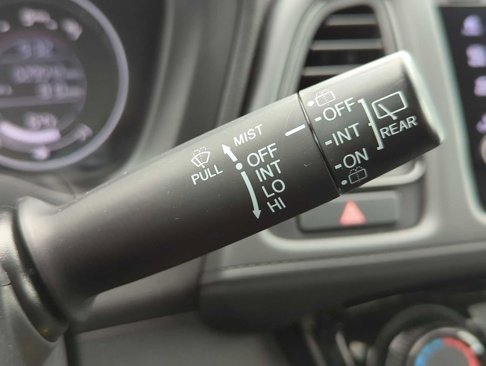 MIST
PULL
OFF
INT
LO
HI
-OFF
-INT
-ON
REAR